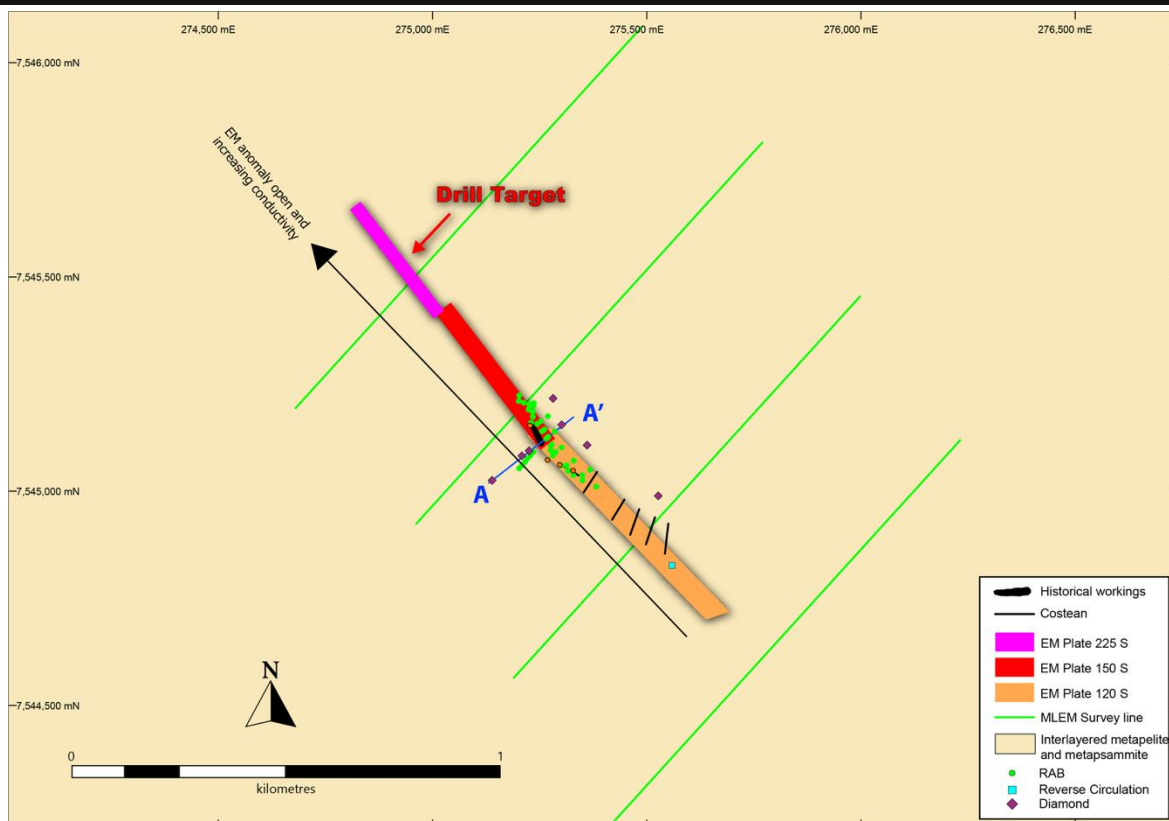 274,500 mE
275,000 mE
275,500 mE
276,000 mE
276,500 mE
7,546,000 mN
7,545,500 mN
7,545,000 mN
7,544,500 mN
EM anomaly open and
increasing conductivity
Drill Target
A'
A
N
0
1
kilometres
Historical workings
Costean
EM Plate 225 S
EM Plate 150 S
EM Plate 120 S
MLEM Survey line
Interlayered metapelite
and metapsammite
RAB
Reverse Circulation
Diamond